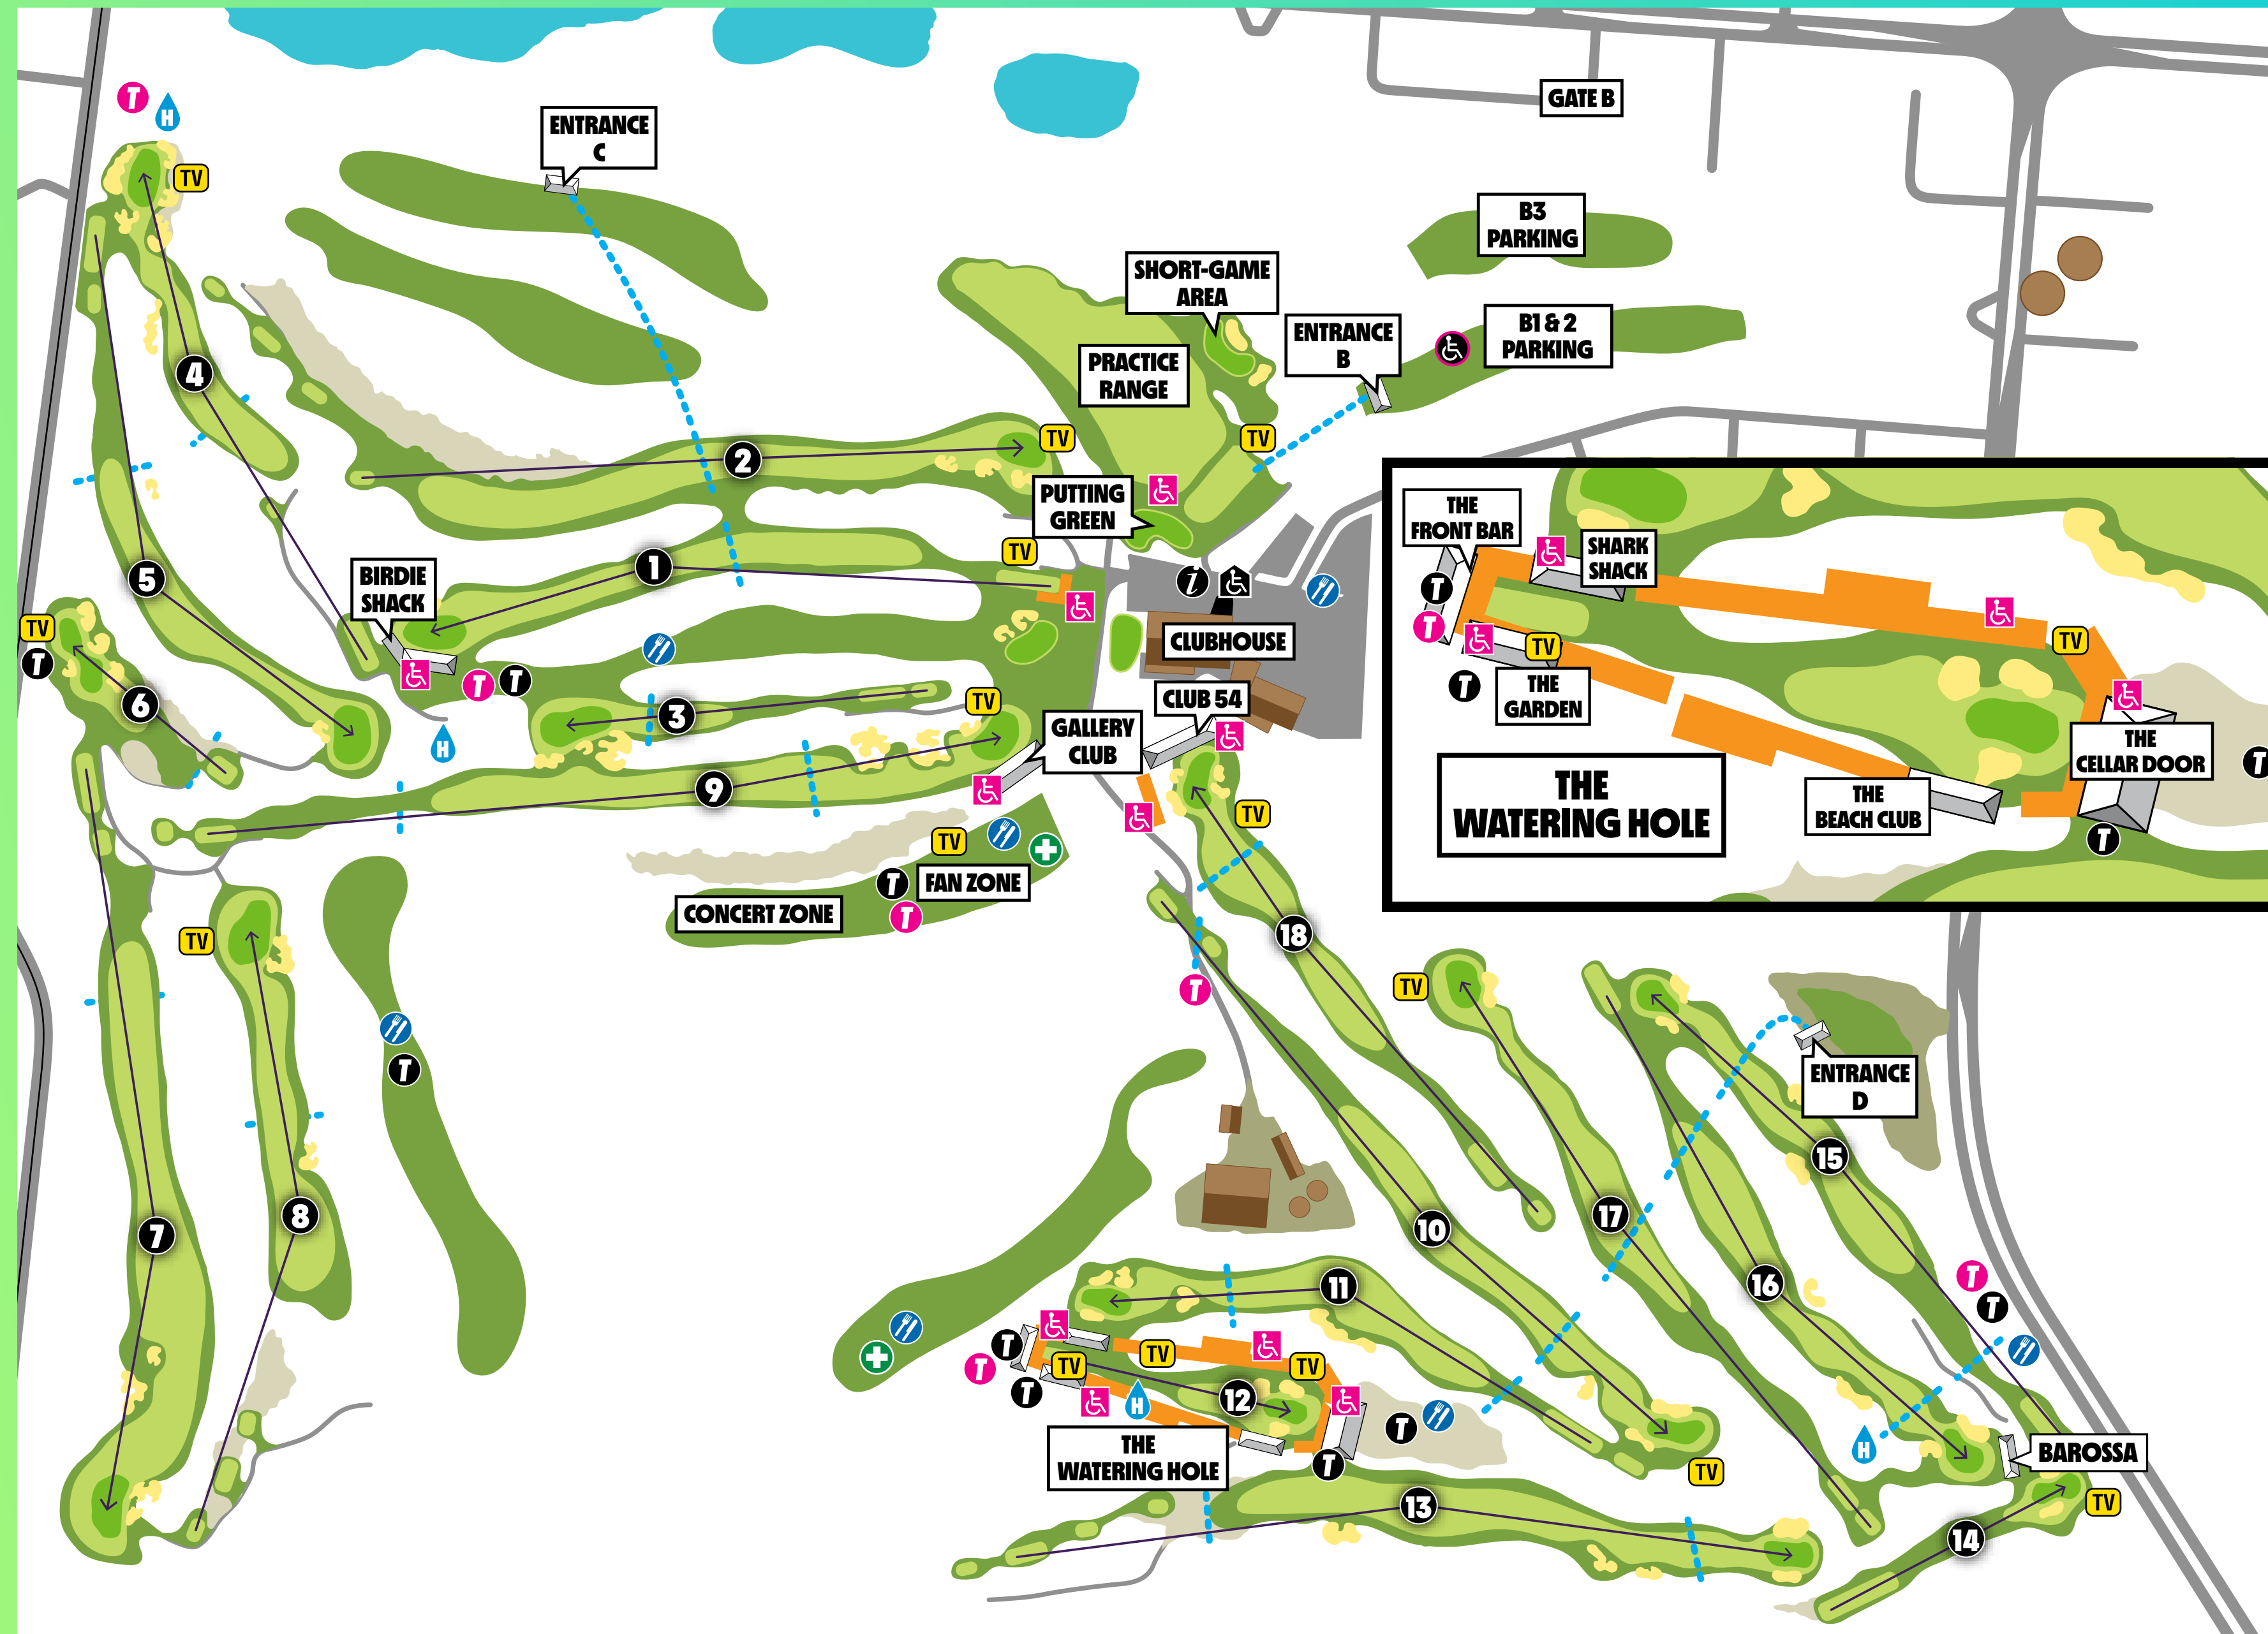 T
H
TV
ENTRANCE
C
GATE B
B3
PARKING
SHORT-GAME
AREA
ENTRANCE
B
B1 & 2
PARKING
PRACTICE
RANGE
4
TV
TV
2
PUTTING
GREEN
TV
1
5
BIRDIE
SHACK
i
CLUBHOUSE
TV
T
T
T
6
3
TV
CLUB 54
GALLERY
CLUB
H
9
TV
TV
T
FAN ZONE
CONCERT ZONE
T
THE
FRONT BAR
SHARK
SHACK
T
T
TV
TV
T
THE
GARDEN
THE
CELLAR DOOR
T
THE
WATERING HOLE
THE
BEACH CLUB
T
18
TV
T
TV
T
ENTRANCE
D
15
8
7
10
17
16
11
T
T
T
T
TV
TV
TV
T
12
H
T
T
THE
WATERING HOLE
H
BAROSSA
TV
13
TV
14